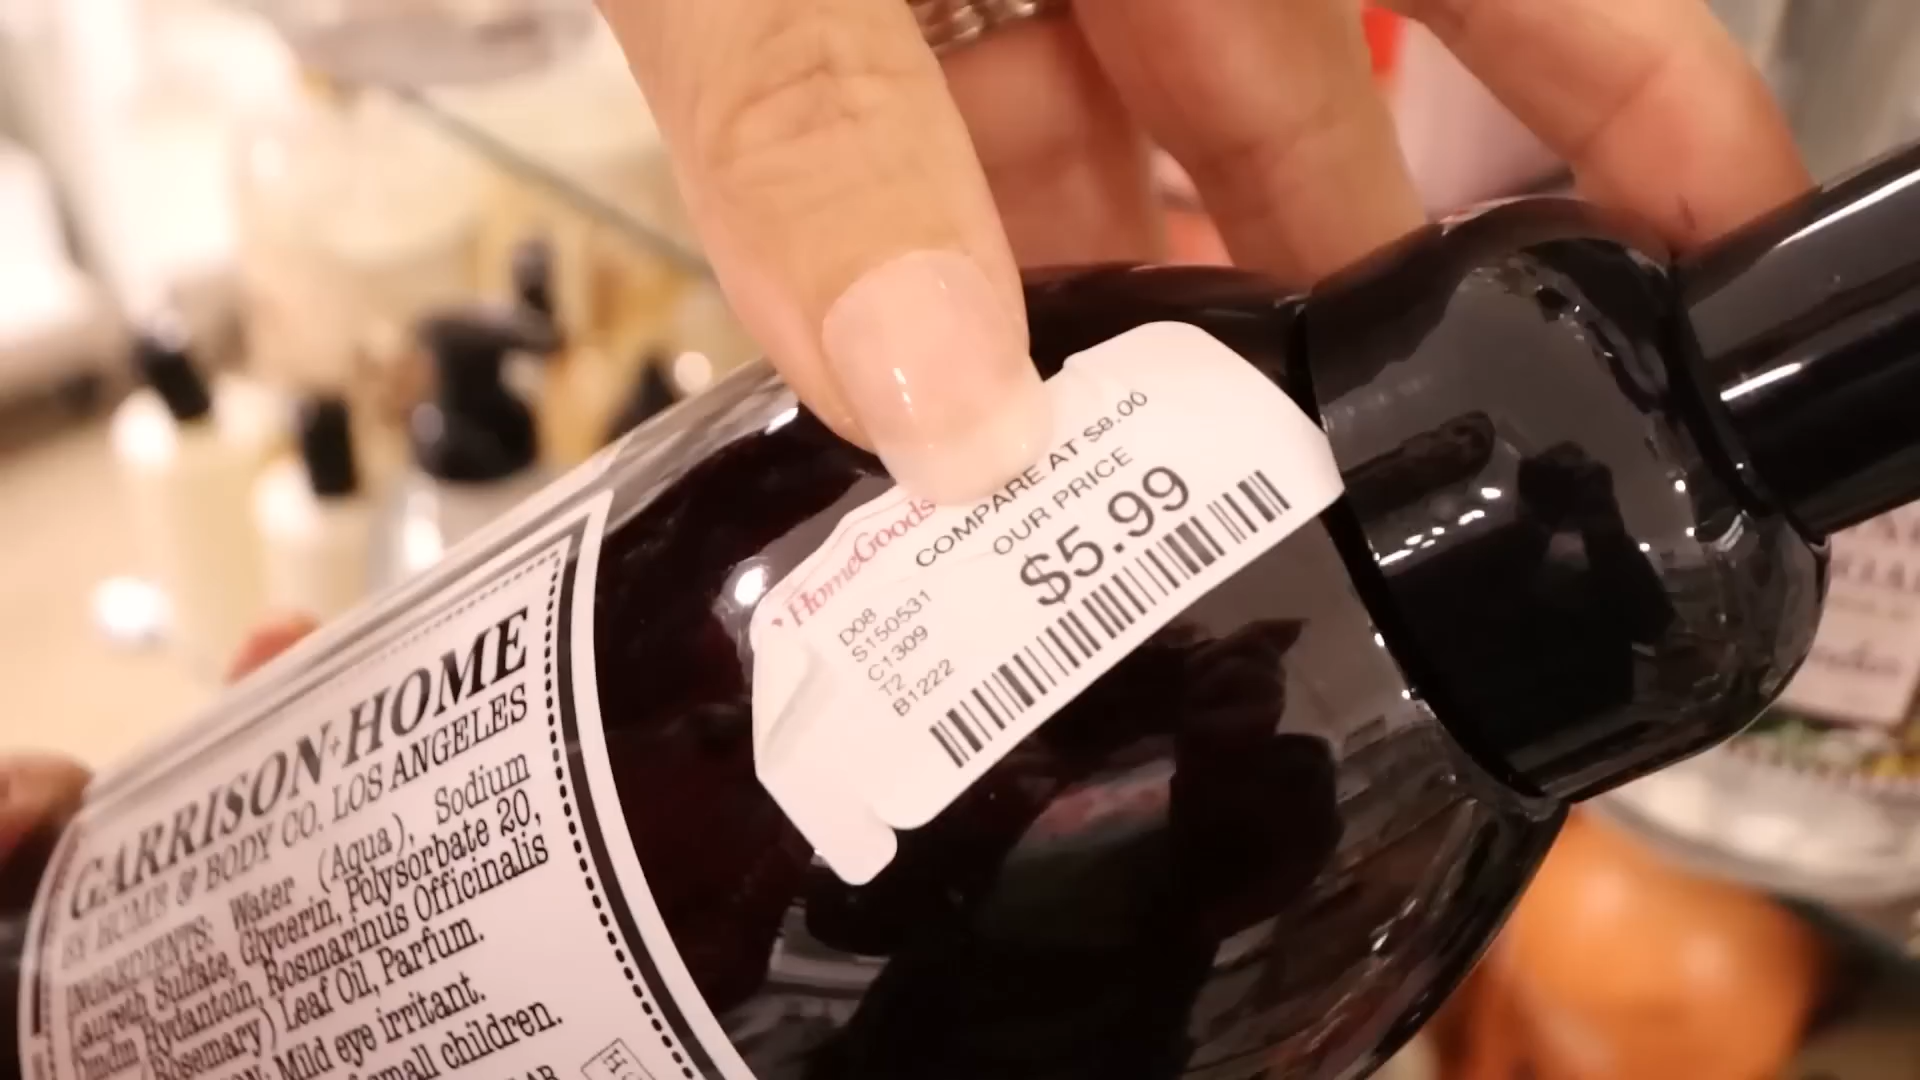 HomeGoods
COMPARE AT $8.00
OUR PRICE
$5.99
D08
S150531
C1309
T2
B1222
GARRISON+HOME
BY HOME & BODY CO. LOS ANGELES
INGREDIENTS: Water (Aqua), Sodium
Laureth Sulfate, Glycerin, Polysorbate 20,
Dmdm Hydantoin, Rosmarinus Officinalis
(Rosemary) Leaf Oil, Parfum.
Mild eye irritant.
small children.